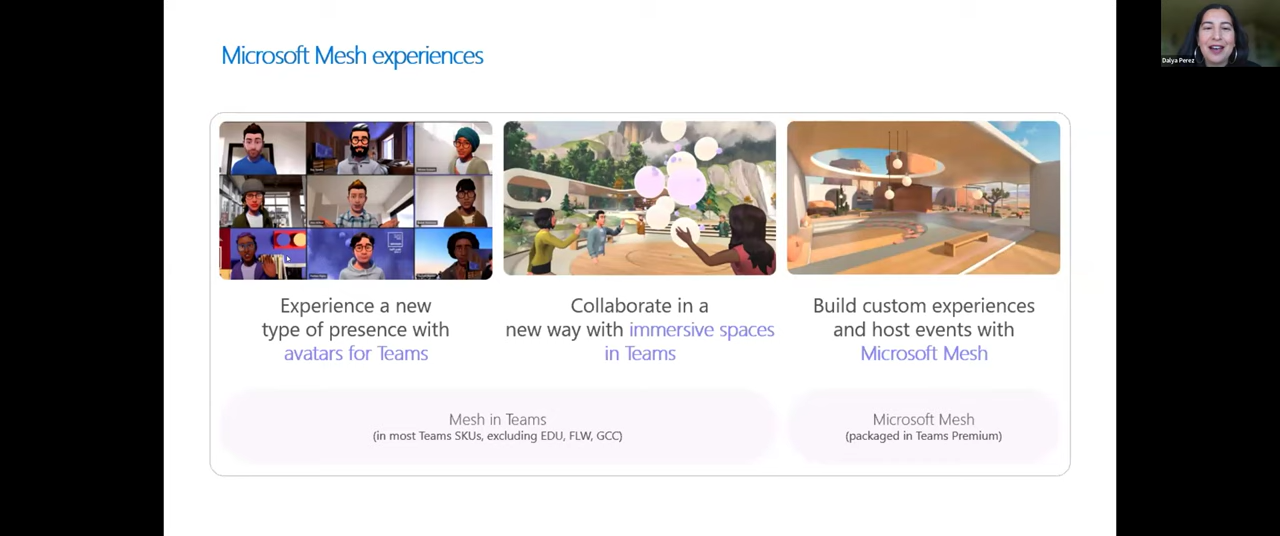 Microsoft Mesh experiences
Dalya Perez
Experience a new
type of presence with
avatars for Teams
Collaborate in a
new way with immersive spaces
in Teams
Build custom experiences
and host events with
Microsoft Mesh
Mesh in Teams
(in most Teams SKUs, excluding EDU, FLW, GCC)
Microsoft Mesh
(packaged in Teams Premium)